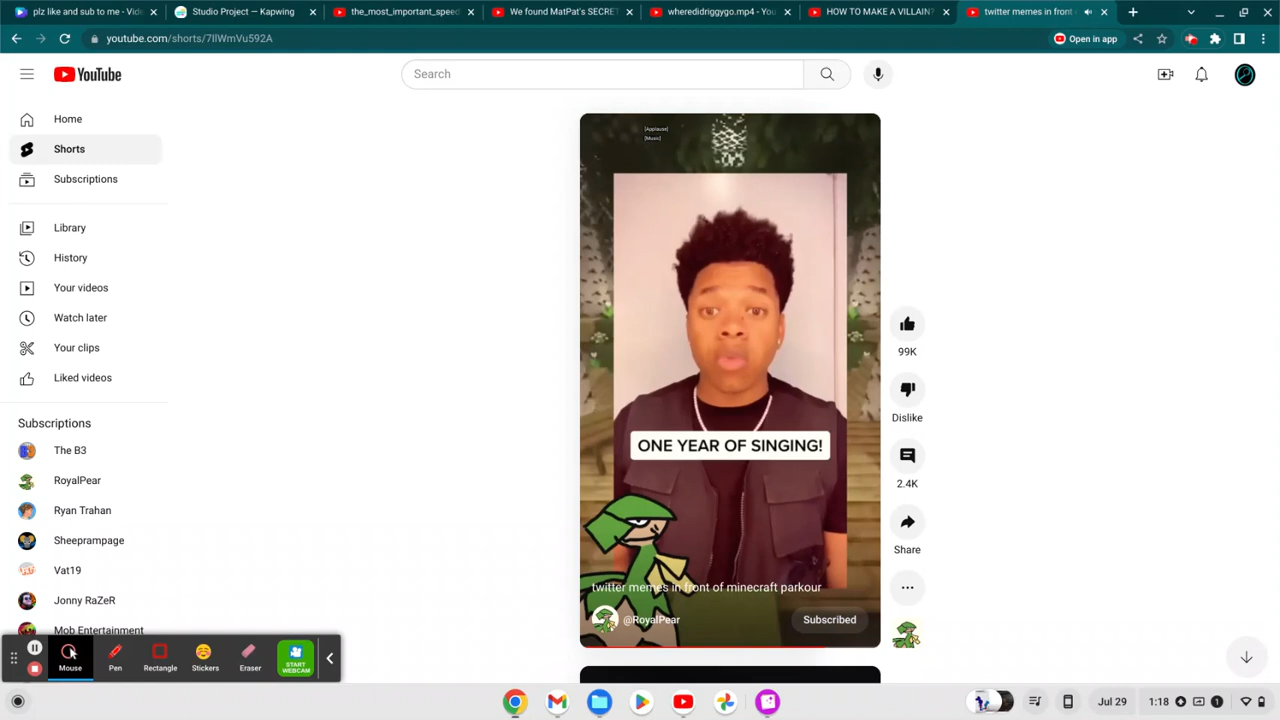 plz like and sub to me - Vide
Studio Project — Kapwing
the_most_important_speed
We found MatPat's SECRET
wheredidriggygo.mp4 - You
HOW TO MAKE A VILLAIN?
twitter memes in front
youtube.com/shorts/7IlWmVu592A
Open in app
YouTube
Search
Home
Shorts
Subscriptions
Library
History
Your videos
Watch later
Your clips
Liked videos
Subscriptions
The B3
RoyalPear
Ryan Trahan
Sheeprampage
Vat19
Jonny RaZeR
Mob Entertainment
[Applause]
[Music]
ONE YEAR OF SINGING!
twitter memes in front of minecraft parkour
@RoyalPear
Subscribed
99K
Dislike
2.4K
Share
Mouse
Pen
Rectangle
Stickers
Eraser
START
WEBCAM
Jul 29
1:18
1